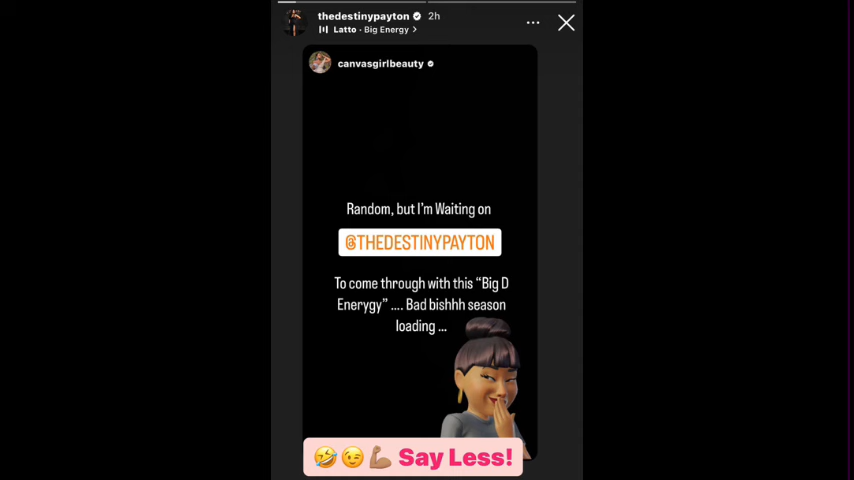 thedestinypayton 2h
Latto · Big Energy >
canvasgirlbeauty
Random, but I'm Waiting on
@THEDESTINYPAYTON
To come through with this "Big D
Enerygy" .... Bad bishhh season
loading ...
🤣😉💪🏽 Say Less!